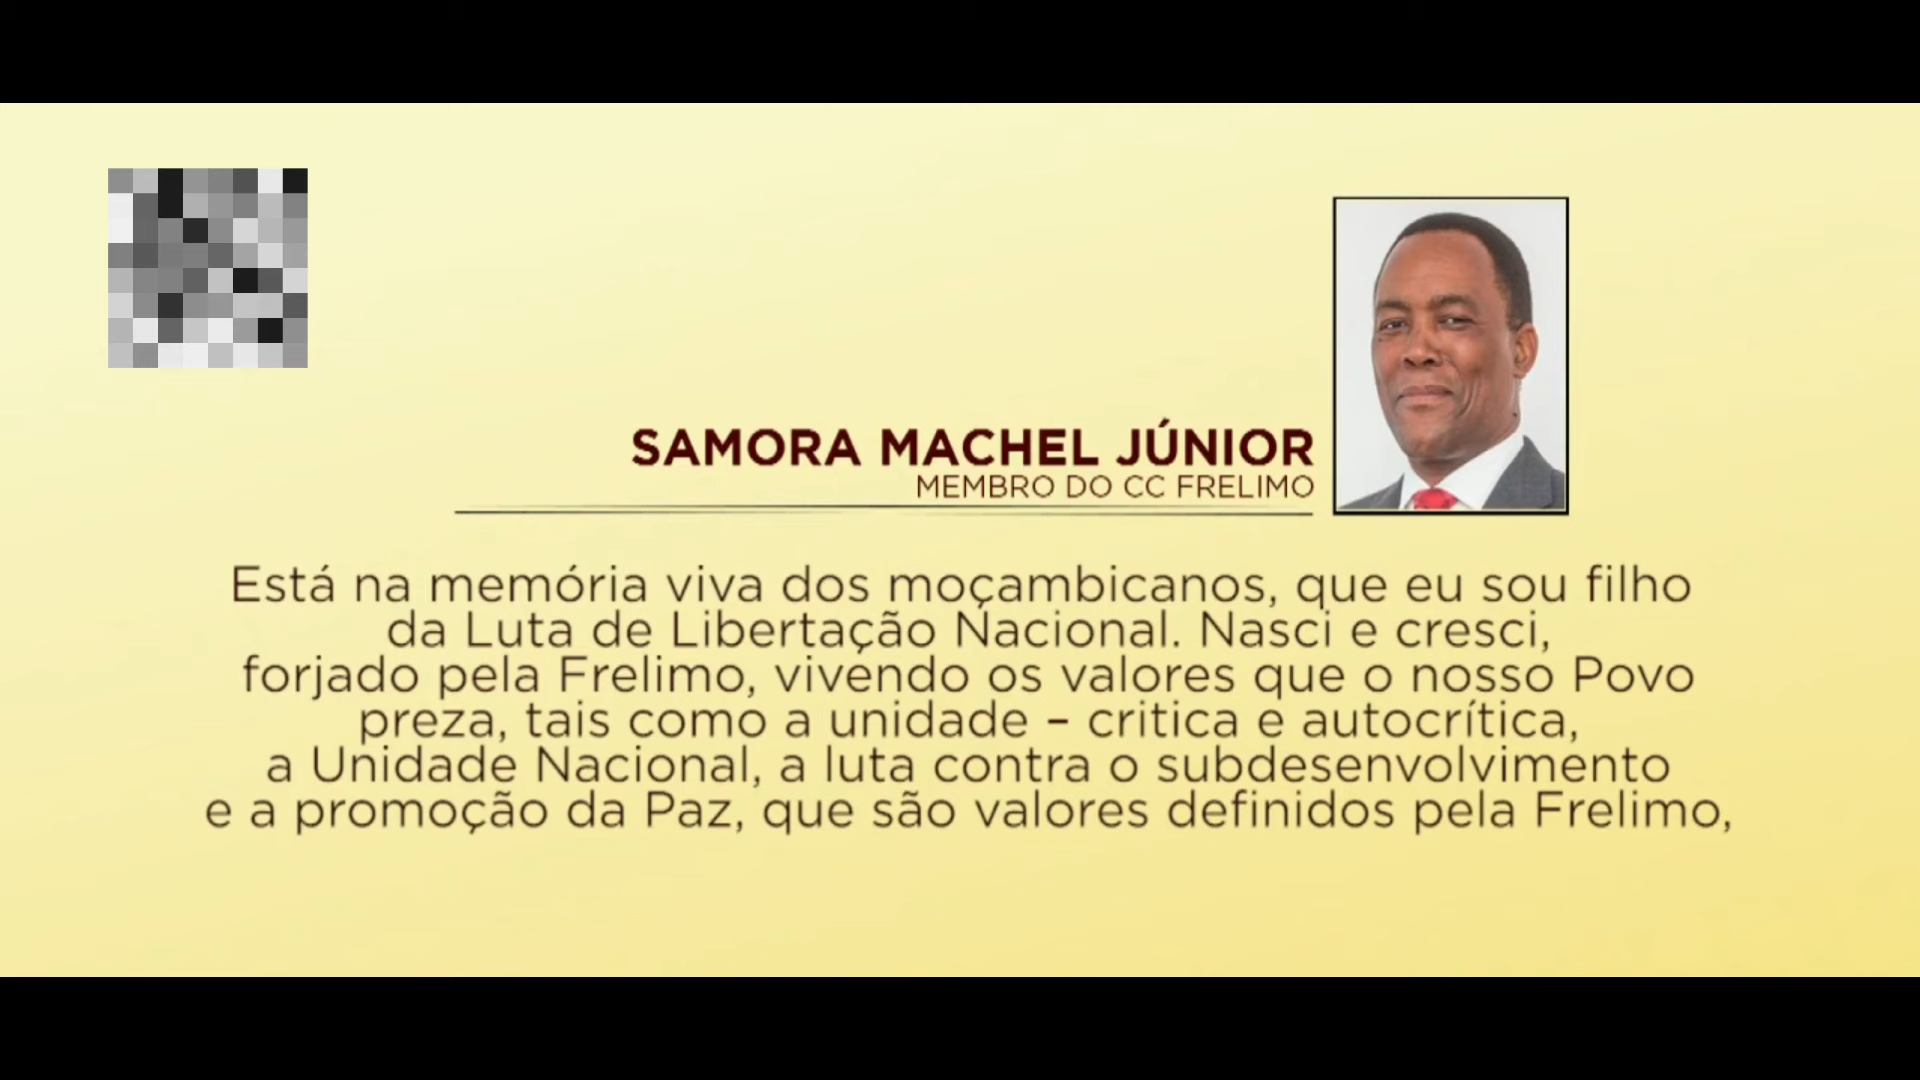 SAMORA MACHEL JÚNIOR
MEMBRO DO CC FRELIMO
Está na memória viva dos moçambicanos, que eu sou filho
da Luta de Libertação Nacional. Nasci e cresci,
forjado pela Frelimo, vivendo os valores que o nosso Povo
preza, tais como a unidade – critica e autocrítica,
a Unidade Nacional, a luta contra o subdesenvolvimento
e a promoção da Paz, que são valores definidos pela Frelimo,